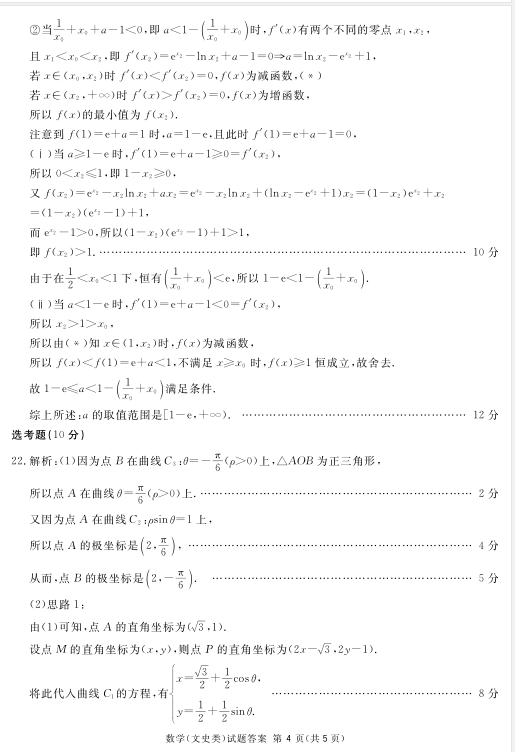 ②当1/x₀+x₀+a-1<0,即a<1-(1/x₀+x₀)时,f′(x)有两个不同的零点x₁,x₂,
且x₁<x₀<x₂,即f′(x₂)=e^{x₂}-lnx₂+a-1=0⇒a=lnx₂-e^{x₂}+1,
若x∈(x₀,x₂)时f′(x)<f′(x₂)=0,f(x)为减函数,(*)
若x∈(x₂,+∞)时f′(x)>f′(x₂)=0,f(x)为增函数,
所以f(x)的最小值为f(x₂).
注意到f(1)=e+a=1时,a=1-e,且此时f′(1)=e+a-1=0,
(ⅰ)当a≥1-e时,f′(1)=e+a-1≥0=f′(x₂),
所以0<x₂≤1,即1-x₂≥0,
又f(x₂)=e^{x₂}-x₂lnx₂+ax₂=e^{x₂}-x₂lnx₂+(lnx₂-e^{x₂}+1)x₂=(1-x₂)e^{x₂}+x₂
=(1-x₂)(e^{x₂}-1)+1,
而e^{x₂}-1>0,所以(1-x₂)(e^{x₂}-1)+1>1,
即f(x₂)>1. …… 10分
由于在1/2<x₀<1下,恒有(1/x₀+x₀)<e,所以1-e<1-(1/x₀+x₀).
(ⅱ)当a<1-e时,f′(1)=e+a-1<0=f′(x₂),
所以x₂>1>x₀,
所以由(*)知x∈(1,x₂)时,f(x)为减函数,
所以f(x)<f(1)=e+a<1,不满足x≥x₀时,f(x)≥1恒成立,故舍去.
故1-e≤a<1-(1/x₀+x₀)满足条件.
综上所述:a的取值范围是[1-e,+∞). …… 12分
选考题(10分)
22.解析:(1)因为点B在曲线C₃:θ=-π/6(ρ>0)上,△AOB为正三角形,
所以点A在曲线θ=π/6(ρ>0)上. …… 2分
又因为点A在曲线C₂:ρsinθ=1上,
所以点A的极坐标是(2,π/6), …… 4分
从而,点B的极坐标是(2,-π/6). …… 5分
(2)思路1:
由(1)可知,点A的直角坐标为(√3,1).
设点M的直角坐标为(x,y),则点P的直角坐标为(2x-√3,2y-1).
将此代入曲线C₁的方程,有{x=√3/2+1/2cosθ, y=1/2+1/2sinθ. …… 8分
数学(文史类)试题答案 第4页(共5页)